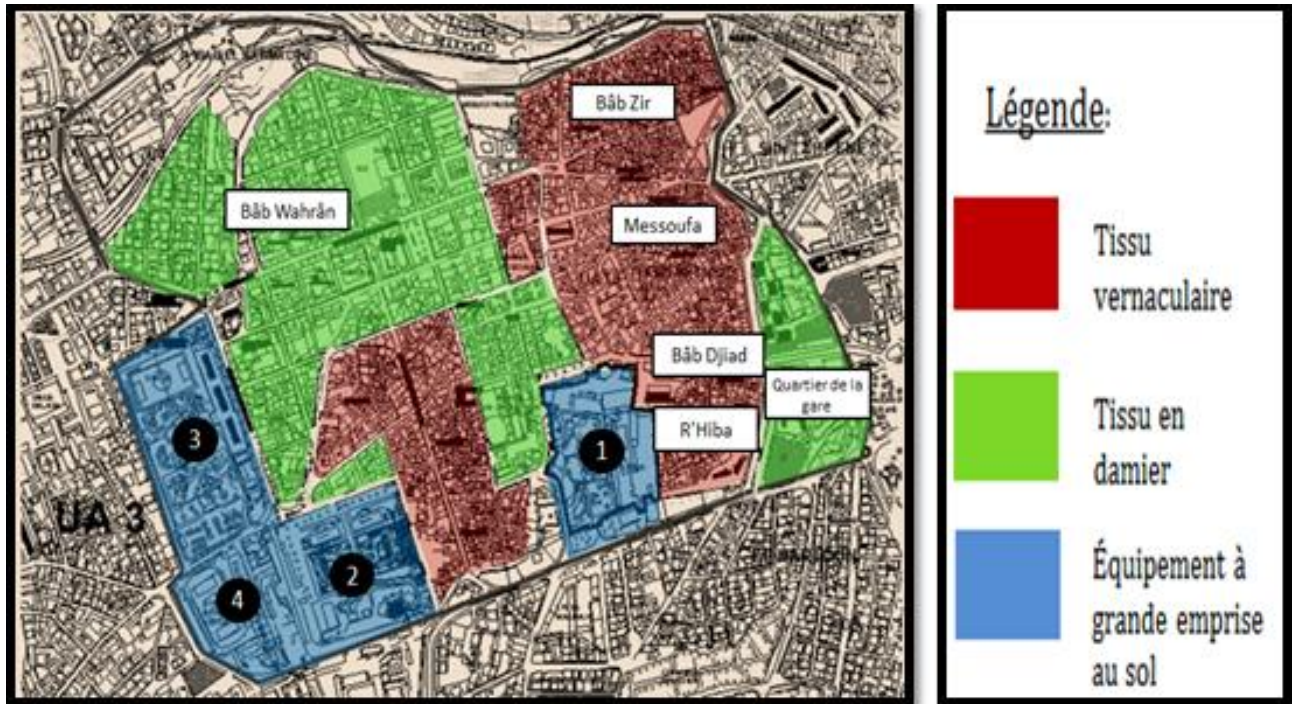 Bâb Zir
Bâb Wahrân
Messoufa
Bâb Djiad
Quartier de la
gare
R'Hiba
1
3
2
4
UA 3
Légende:
Tissu
vernaculaire
Tissu en
damier
Équipement à
grande emprise
au sol